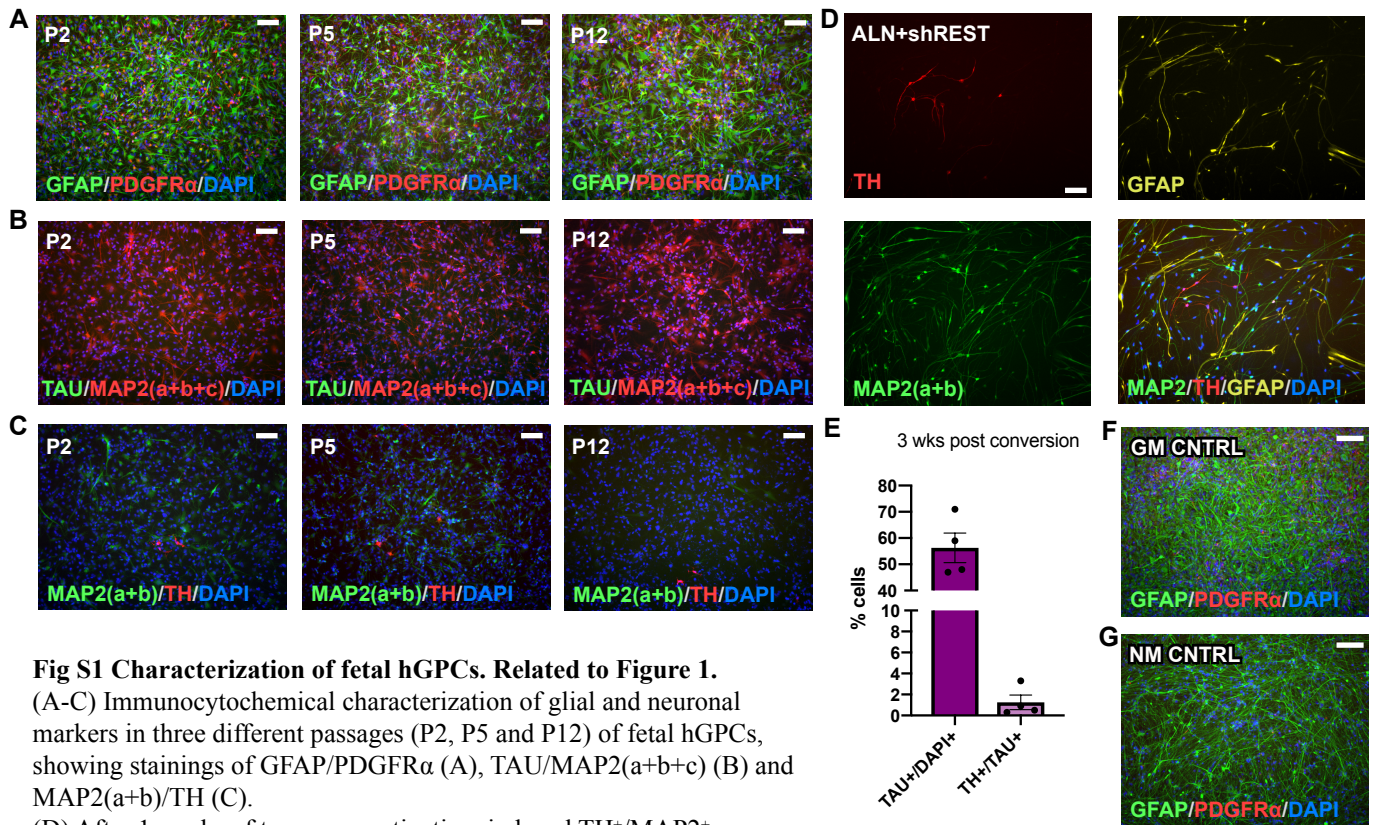 A
P2
GFAP/PDGFRα/DAPI
P5
GFAP/PDGFRα/DAPI
P12
GFAP/PDGFRα/DAPI
B
P2
TAU/MAP2(a+b+c)/DAPI
P5
TAU/MAP2(a+b+c)/DAPI
P12
TAU/MAP2(a+b+c)/DAPI
C
P2
MAP2(a+b)/TH/DAPI
P5
MAP2(a+b)/TH/DAPI
P12
MAP2(a+b)/TH/DAPI
D
ALN+shREST
TH
GFAP
MAP2(a+b)
MAP2/TH/GFAP/DAPI
E
3 wks post conversion
% cells
80
70
60
50
40
10
8
6
4
2
0
TAU+/DAPI+
TH+/TAU+
F
GM CNTRL
GFAP/PDGFRα/DAPI
G
NM CNTRL
GFAP/PDGFRα/DAPI
Fig S1 Characterization of fetal hGPCs. Related to Figure 1.
(A-C) Immunocytochemical characterization of glial and neuronal
markers in three different passages (P2, P5 and P12) of fetal hGPCs,
showing stainings of GFAP/PDGFRα (A), TAU/MAP2(a+b+c) (B) and
MAP2(a+b)/TH (C).